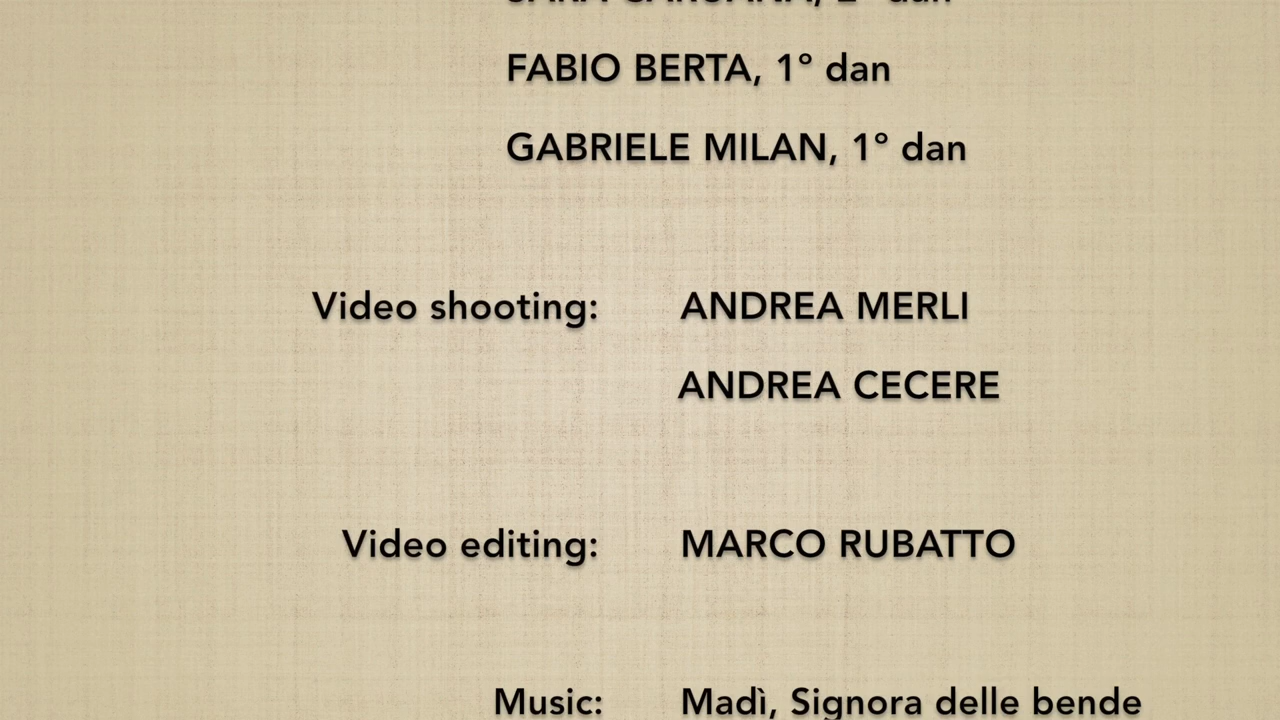 FABIO BERTA, 1° dan
GABRIELE MILAN, 1° dan
Video shooting: ANDREA MERLI
ANDREA CECERE
Video editing: MARCO RUBATTO
Music: Madì, Signora delle bende